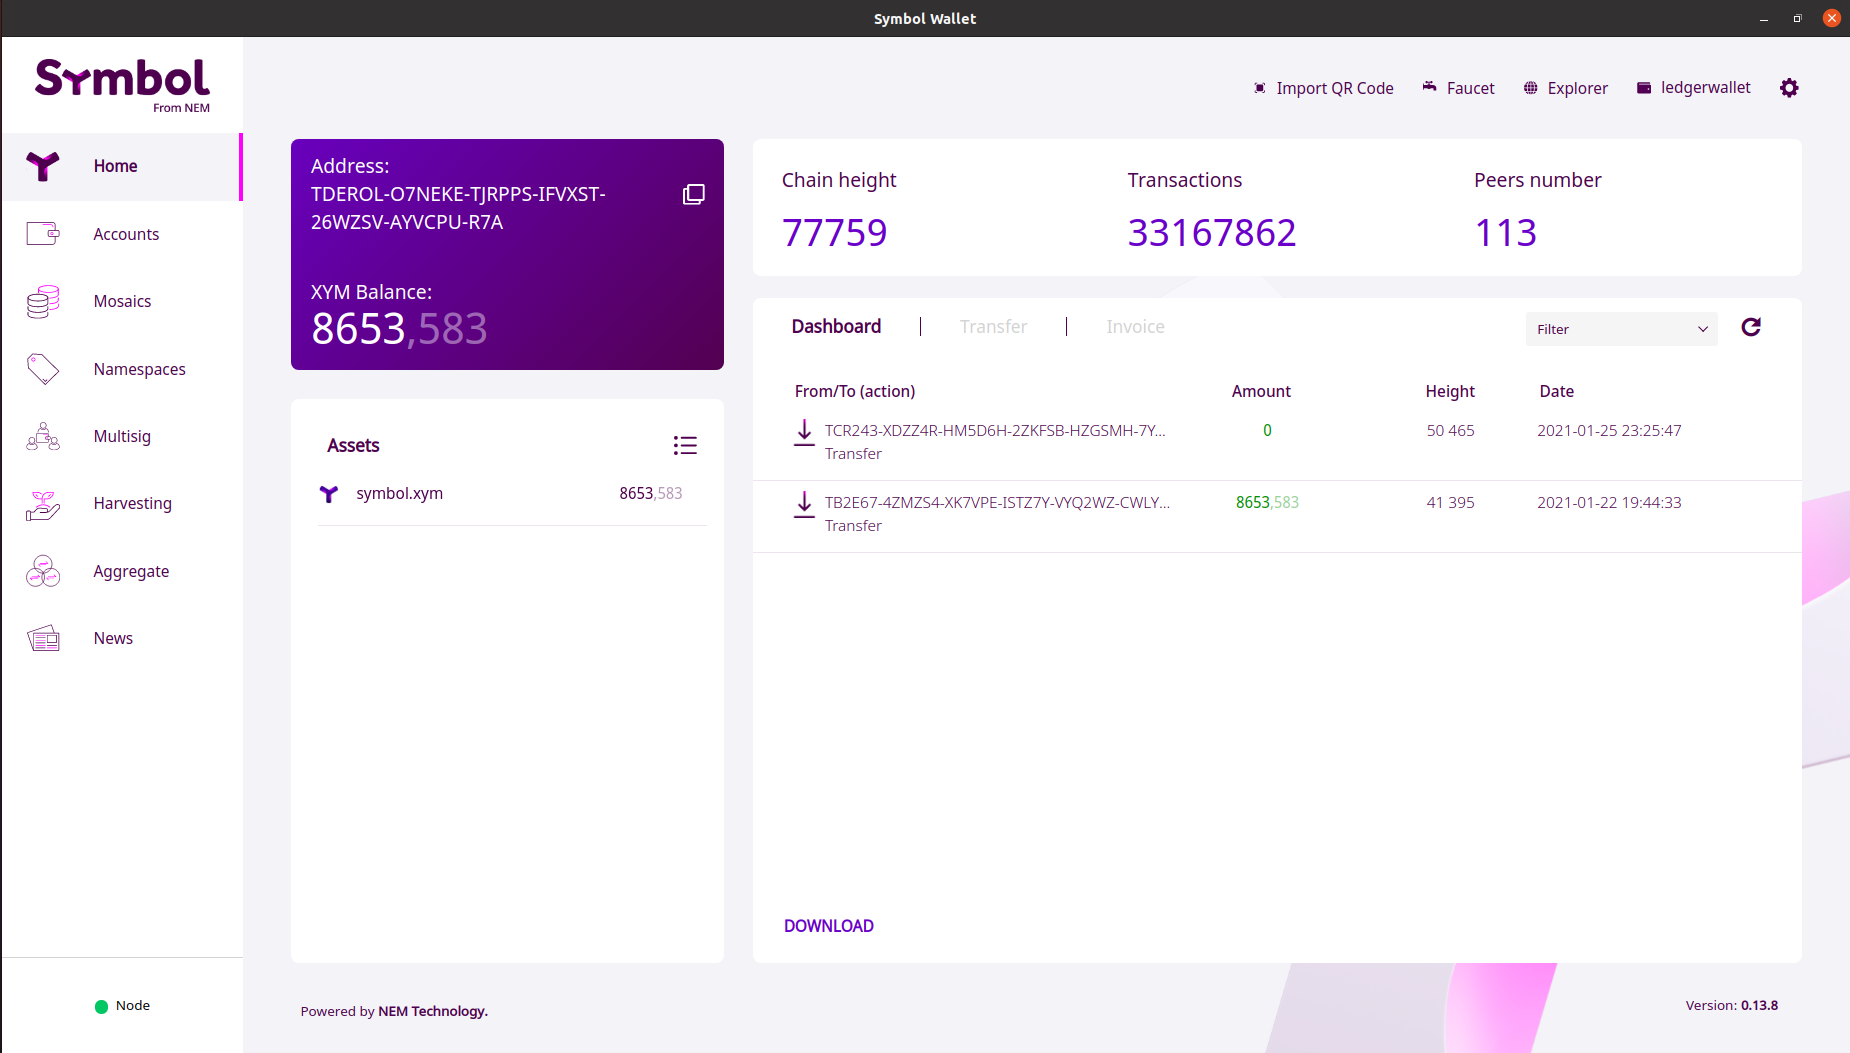 Symbol Wallet
Symbol
From NEM
Import QR Code
Faucet
Explorer
ledgerwallet
Home
Accounts
Mosaics
Namespaces
Multisig
Harvesting
Aggregate
News
Node
Address:
TDEROL-O7NEKE-TJRPPS-IFVXST-
26WZSV-AYVCPU-R7A
XYM Balance:
8653,583
Assets
symbol.xym 8653,583
Chain height Transactions Peers number
77759 33167862 113
Dashboard | Transfer | Invoice
Filter
From/To (action) Amount Height Date
TCR243-XDZZ4R-HM5D6H-2ZKFSB-HZGSMH-7Y... 0 50 465 2021-01-25 23:25:47
Transfer
TB2E67-4ZMZS4-XK7VPE-ISTZ7Y-VYQ2WZ-CWLY... 8653,583 41 395 2021-01-22 19:44:33
Transfer
DOWNLOAD
Powered by NEM Technology.
Version: 0.13.8